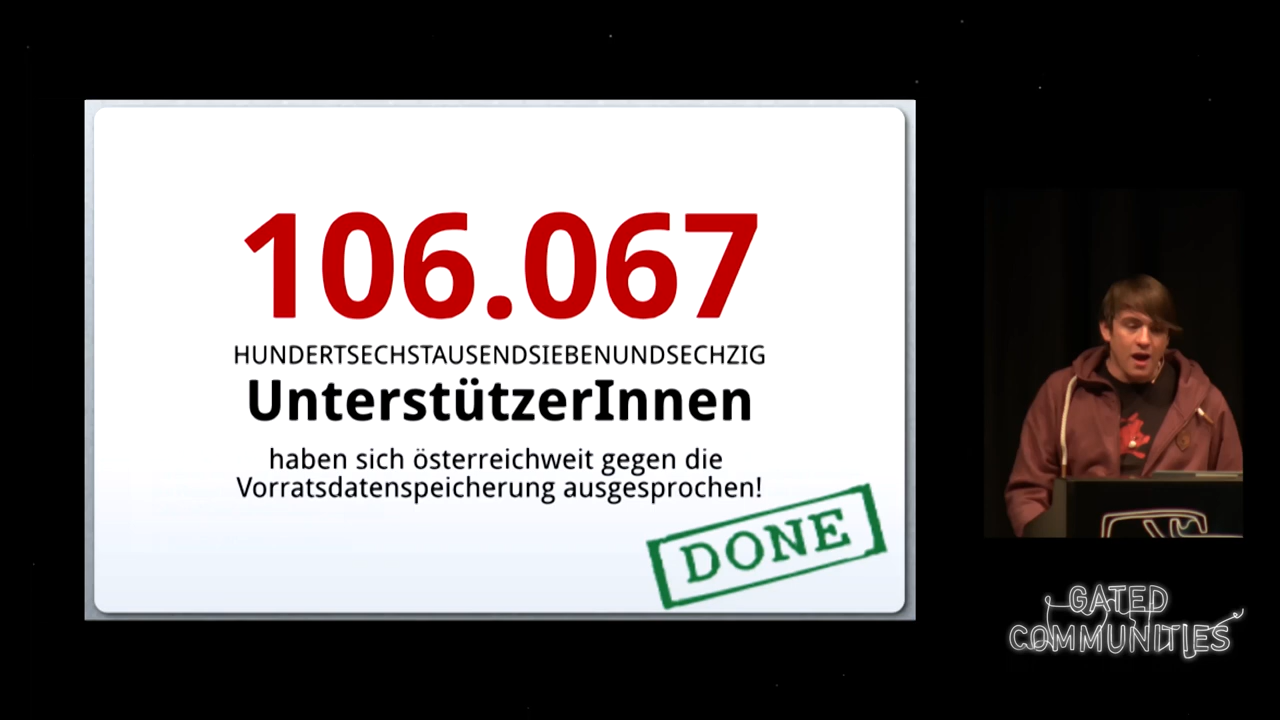 106.067
HUNDERTSECHSTAUSENDSIEBENUNDSECHZIG
UnterstützerInnen
haben sich österreichweit gegen die
Vorratsdatenspeicherung ausgesprochen!
DONE
GATED
COMMUNITIES